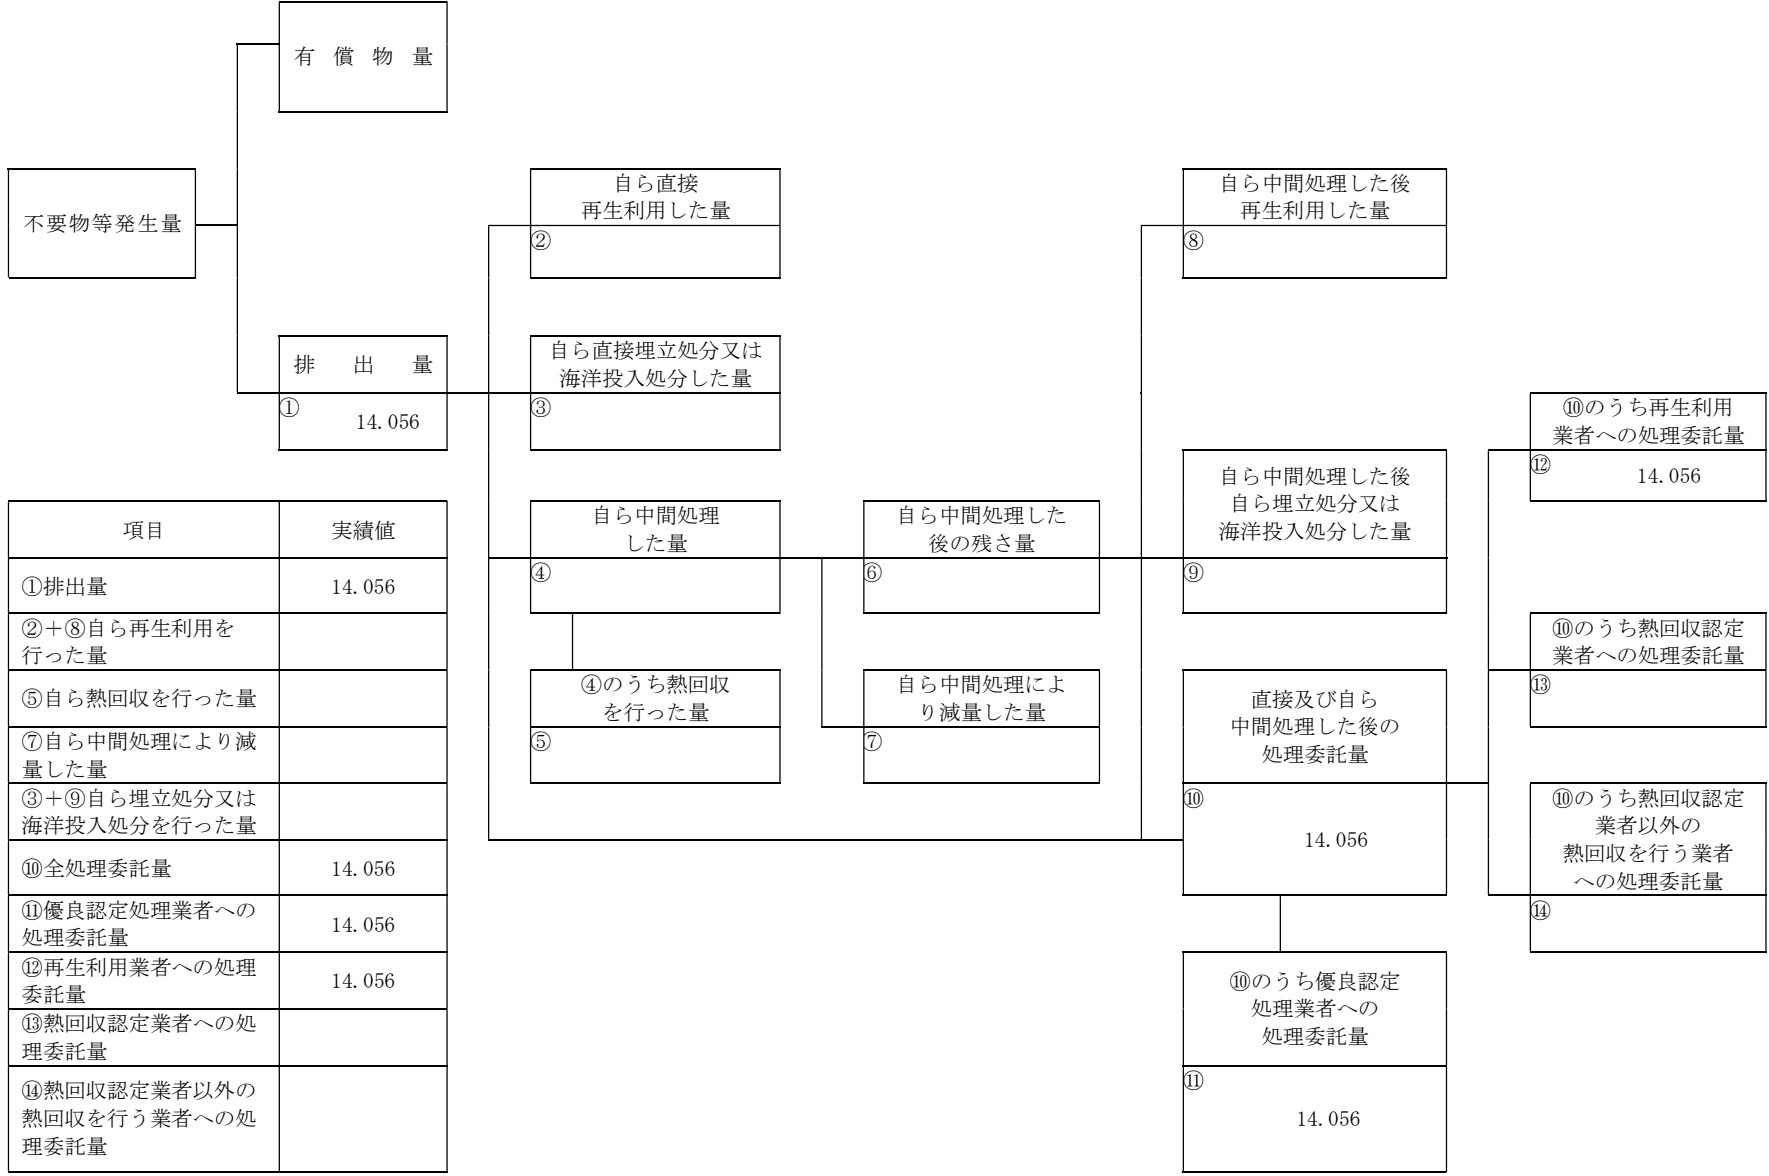 有償物量
不要物等発生量
自ら直接
再生利用した量
②
自ら中間処理した後
再生利用した量
⑧
排出量
①
14.056
自ら直接埋立処分又は
海洋投入処分した量
③
⑩のうち再生利用
業者への処理委託量
⑫
14.056
自ら中間処理した後
自ら埋立処分又は
海洋投入処分した量
⑨
自ら中間処理
した量
④
自ら中間処理した
後の残さ量
⑥
⑩のうち熱回収認定
業者への処理委託量
⑬
④のうち熱回収
を行った量
⑤
自ら中間処理によ
り減量した量
⑦
直接及び自ら
中間処理した後の
処理委託量
⑩
14.056
⑩のうち熱回収認定
業者以外の
熱回収を行う業者
への処理委託量
⑭
⑩のうち優良認定
処理業者への
処理委託量
⑪
14.056
項目 実績値
①排出量 14.056
②＋⑧自ら再生利用を
行った量
⑤自ら熱回収を行った量
⑦自ら中間処理により減
量した量
③＋⑨自ら埋立処分又は
海洋投入処分を行った量
⑩全処理委託量 14.056
⑪優良認定処理業者への
処理委託量 14.056
⑫再生利用業者への処理
委託量 14.056
⑬熱回収認定業者への処
理委託量
⑭熱回収認定業者以外の
熱回収を行う業者への処
理委託量